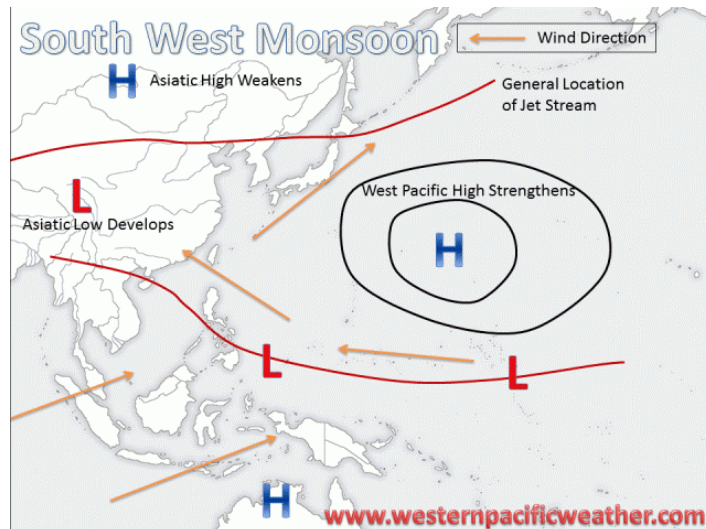 South West Monsoon
Wind Direction
H
Asiatic High Weakens
General Location
of Jet Stream
L
West Pacific High Strengthens
Asiatic Low Develops
H
L
L
H
www.westernpacificweather.com